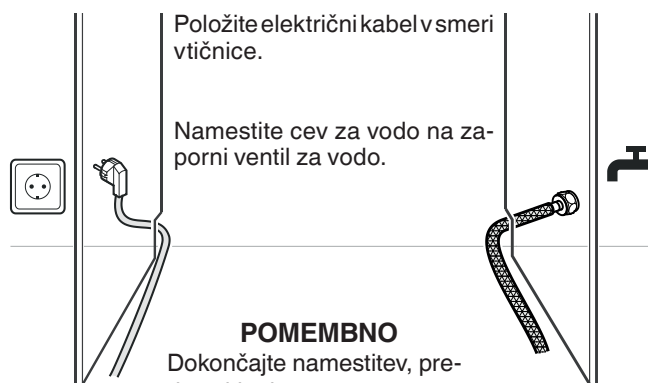 Položite električni kabel v smeri
vtičnice.
Namestite cev za vodo na za-
porni ventil za vodo.
POMEMBNO
Dokončajte namestitev, pre-